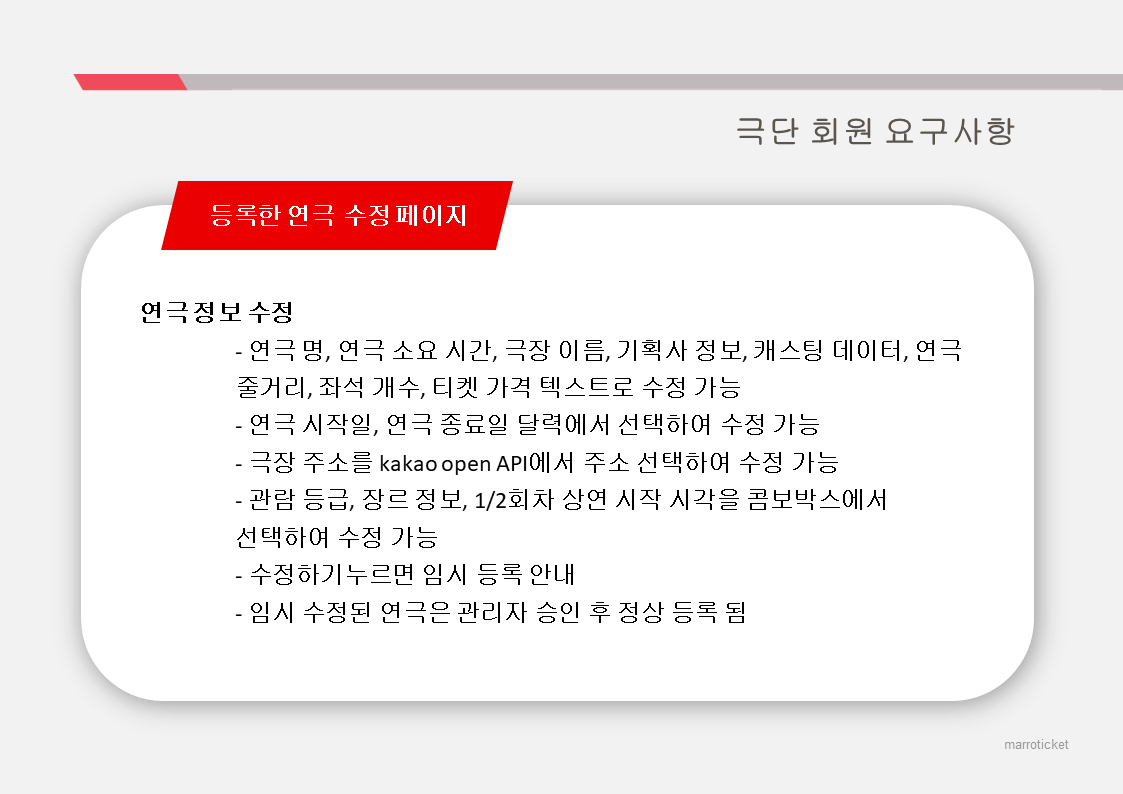 극단 회원 요구사항
등록한 연극 수정 페이지
연극 정보 수정
- 연극 명, 연극 소요 시간, 극장 이름, 기획사 정보, 캐스팅 데이터, 연극
줄거리, 좌석 개수, 티켓 가격 텍스트로 수정 가능
- 연극 시작일, 연극 종료일 달력에서 선택하여 수정 가능
- 극장 주소를 kakao open API에서 주소 선택하여 수정 가능
- 관람 등급, 장르 정보, 1/2회차 상연 시작 시각을 콤보박스에서
선택하여 수정 가능
- 수정하기누르면 임시 등록 안내
- 임시 수정된 연극은 관리자 승인 후 정상 등록 됨
marroticket